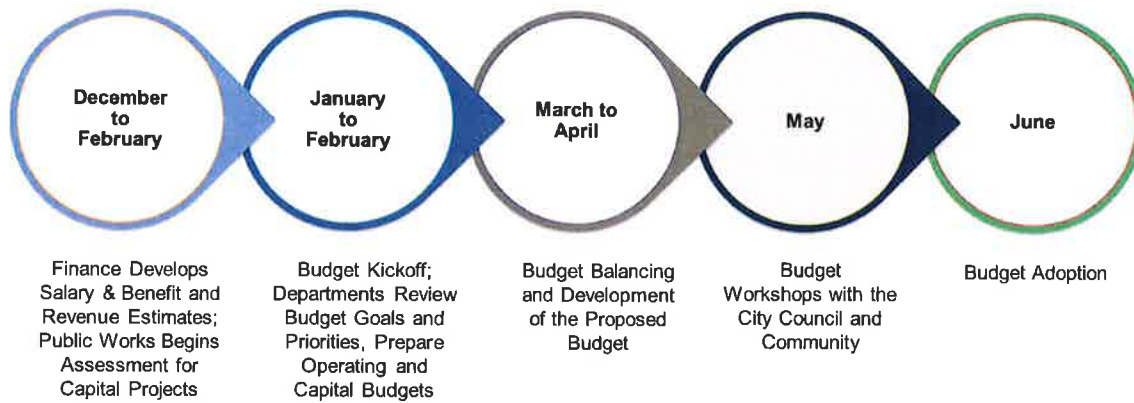 December
to
February
January
to
February
March to
April
May
June
Finance Develops
Salary & Benefit and
Revenue Estimates;
Public Works Begins
Assessment for
Capital Projects
Budget Kickoff;
Departments Review
Budget Goals and
Priorities, Prepare
Operating and
Capital Budgets
Budget Balancing
and Development
of the Proposed
Budget
Budget
Workshops with the
City Council and
Community
Budget Adoption